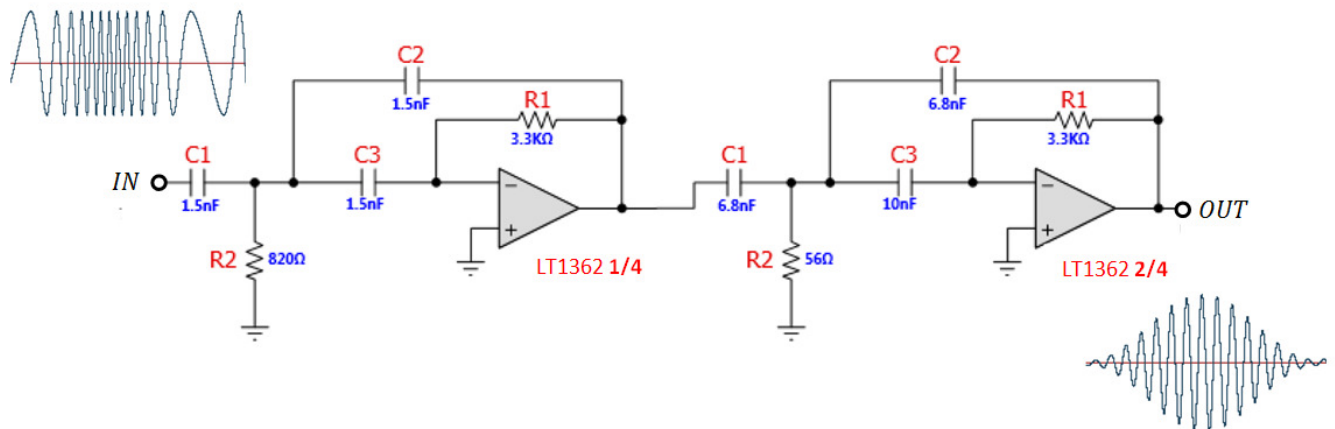 C2
1.5nF
R1
3.3KΩ
C1
1.5nF
C3
1.5nF
IN
R2
820Ω
−
+
LT1362 1/4
C2
6.8nF
R1
3.3KΩ
C1
6.8nF
C3
10nF
R2
56Ω
−
+
OUT
LT1362 2/4